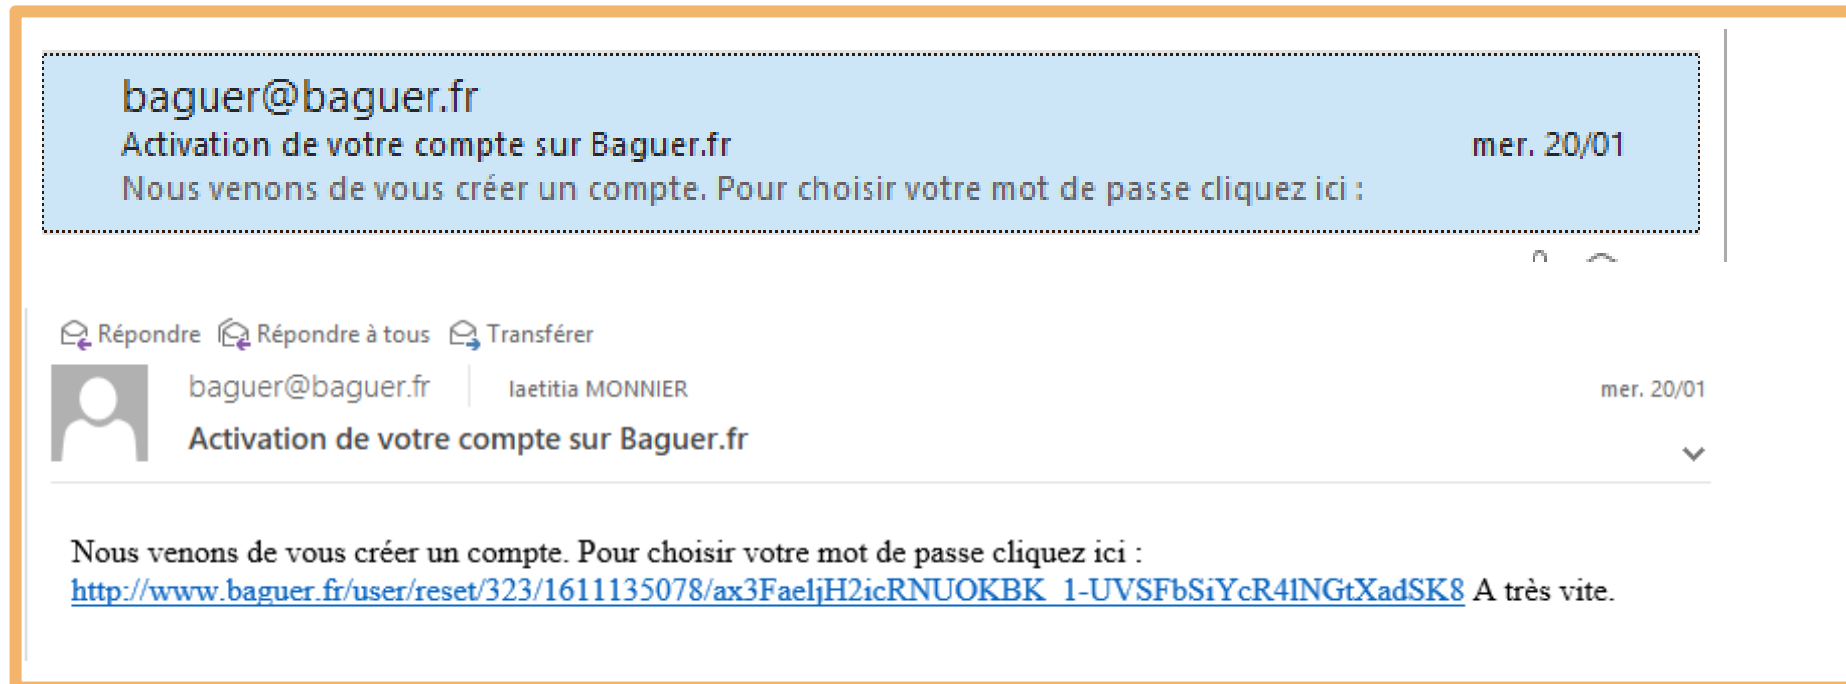 baguer@baguer.fr
Activation de votre compte sur Baguer.fr mer. 20/01
Nous venons de vous créer un compte. Pour choisir votre mot de passe cliquez ici :
Répondre Répondre à tous Transférer
baguer@baguer.fr laetitia MONNIER mer. 20/01
Activation de votre compte sur Baguer.fr
Nous venons de vous créer un compte. Pour choisir votre mot de passe cliquez ici :
http://www.baguer.fr/user/reset/323/1611135078/ax3FaeljH2icRNUOKBK_1-UVSFbSiYcR4lNGtXadSK8 A très vite.